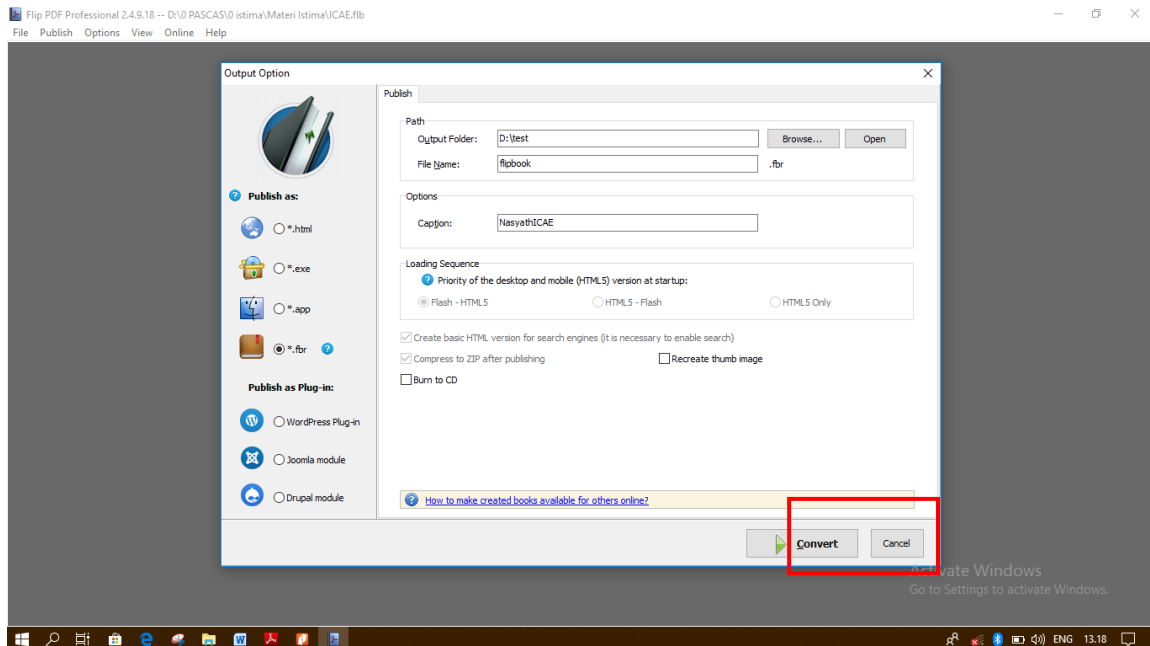 Flip PDF Professional 2.4.9.18 -- D:\0 PASCAS\0 istima\Materi Istima\ICAE.flb
File Publish Options View Online Help
Output Option
Publish
Path
Output Folder: D:\test Browse... Open
File Name: flipbook .fbr
Publish as:
Options
*.html
Caption: NasyathICAE
*.exe
Loading Sequence
Priority of the desktop and mobile (HTML5) version at startup:
*.app
Flash - HTML5 HTML5 - Flash HTML5 Only
*.fbr
Create basic HTML version for search engines (it is necessary to enable search)
Compress to ZIP after publishing Recreate thumb image
Burn to CD
Publish as Plug-in:
WordPress Plug-in
Joomla module
Drupal module
How to make created books available for others online?
Convert Cancel
Activate Windows
Go to Settings to activate Windows.
ENG 13.18